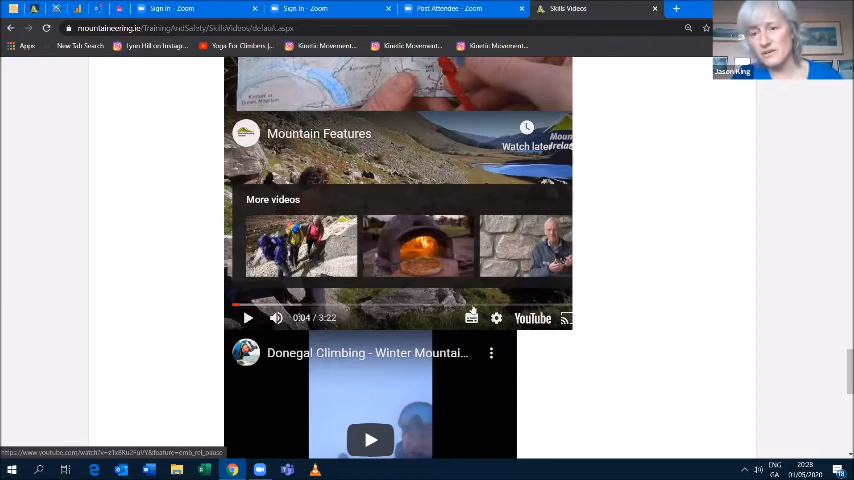 Sign In - Zoom
Sign In - Zoom
Post Attendee - Zoom
Skills Videos
mountaineering.ie/TrainingAndSafety/SkillsVideos/default.aspx
Apps
New Tab Search
Lynn Hill on Instagr...
Yoga For Climbers (...
Kinetic Movement...
Kinetic Movement...
Kinetic Movement...
Jason King
Mountain Features
Watch later
Mountain
More videos
0:04 / 3:22
YouTube
Donegal Climbing - Winter Mountai...
ENG
GA
20:28
01/05/2020
18